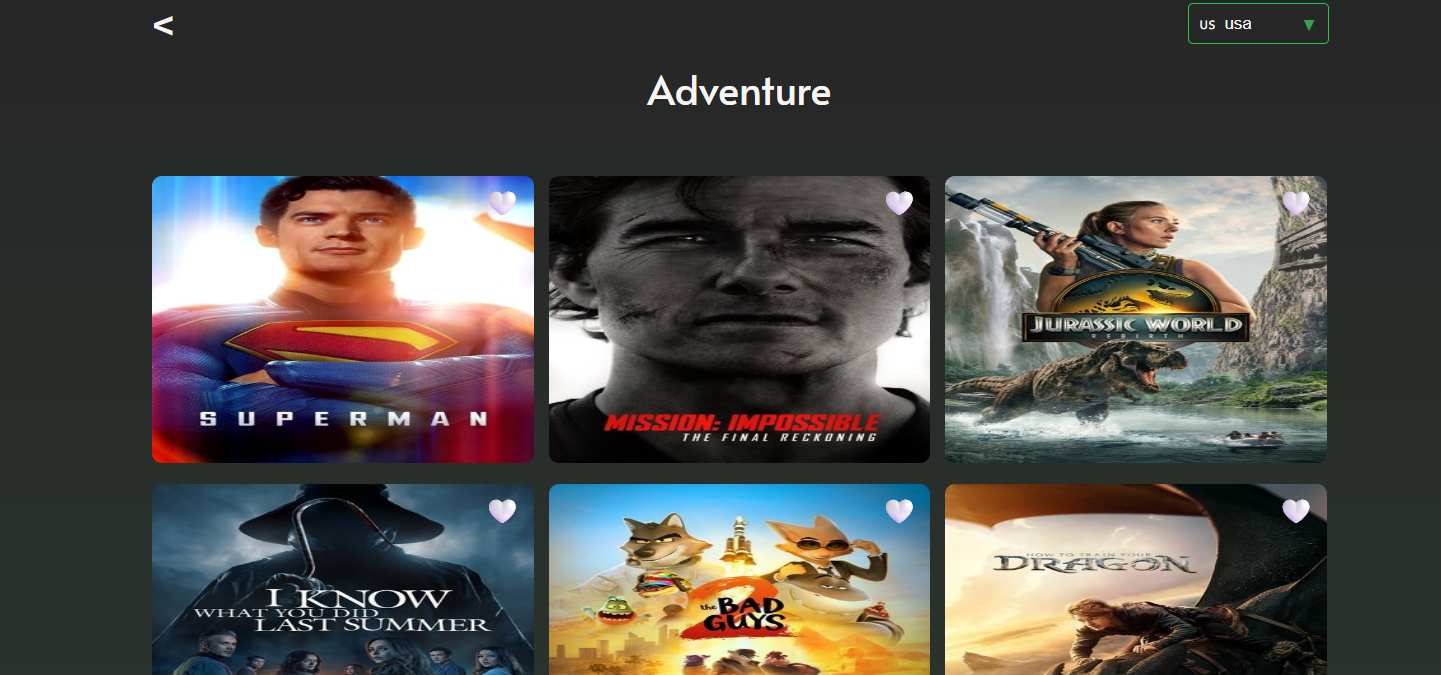 <
us usa ▼
Adventure
SUPERMAN
MISSION: IMPOSSIBLE
THE FINAL RECKONING
JURASSIC WORLD
REBIRTH
I KNOW
WHAT YOU DID
LAST SUMMER
2
the BAD
GUYS
HOW TO TRAIN YOUR
DRAGON